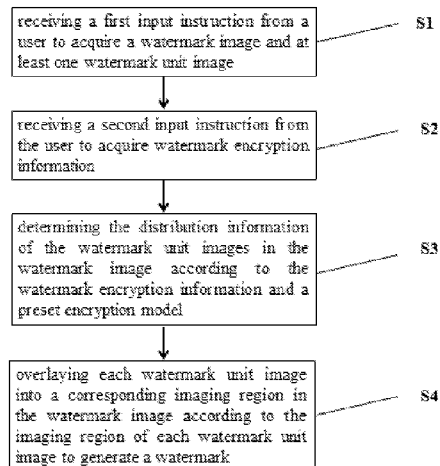 receiving a first input instruction from a
user to acquire a watermark image and at
least one watermark unit image
S1
receiving a second input instruction from
the user to acquire watermark encryption
information
S2
determining the distribution information
of the watermark unit images in the
watermark image according to the
watermark encryption information and a
preset encryption model
S3
overlaying each watermark unit image
into a corresponding imaging region in
the watermark image according to the
imaging region of each watermark unit
image to generate a watermark
S4